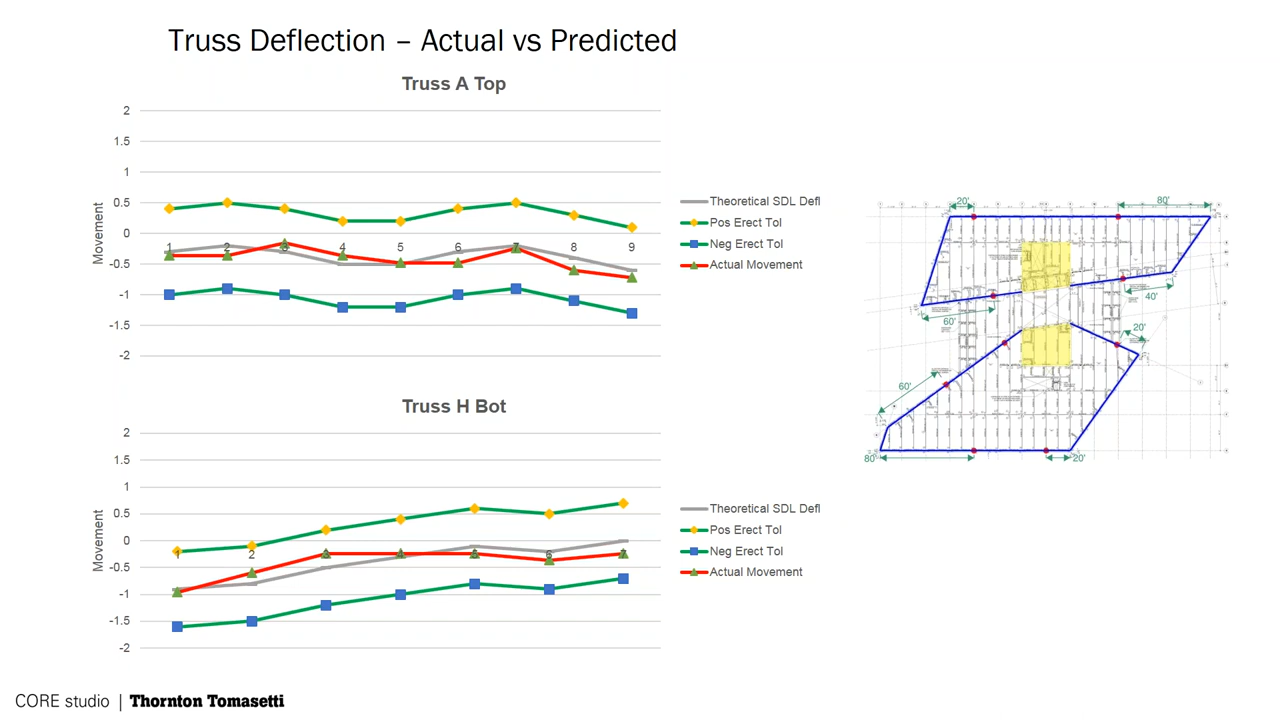 Truss Deflection – Actual vs Predicted
Truss A Top
2
1.5
1
0.5
0
-0.5
-1
-1.5
-2
Movement
1 2 3 4 5 6 7 8 9
Theoretical SDL Defl
Pos Erect Tol
Neg Erect Tol
Actual Movement
Truss H Bot
2
1.5
1
0.5
0
-0.5
-1
-1.5
-2
Movement
1 2 3 4 5 6 7
Theoretical SDL Defl
Pos Erect Tol
Neg Erect Tol
Actual Movement
20'
80'
40'
60'
20'
60'
80'
20'
CORE studio | Thornton Tomasetti